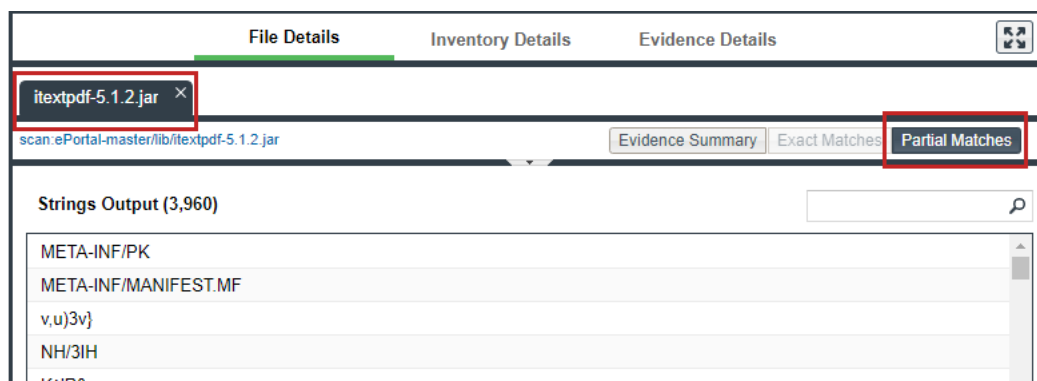 File Details Inventory Details Evidence Details
itextpdf-5.1.2.jar ×
scan:ePortal-master/lib/itextpdf-5.1.2.jar Evidence Summary Exact Matches Partial Matches
Strings Output (3,960)
META-INF/PK
META-INF/MANIFEST.MF
v,u)3v}
NH/3IH